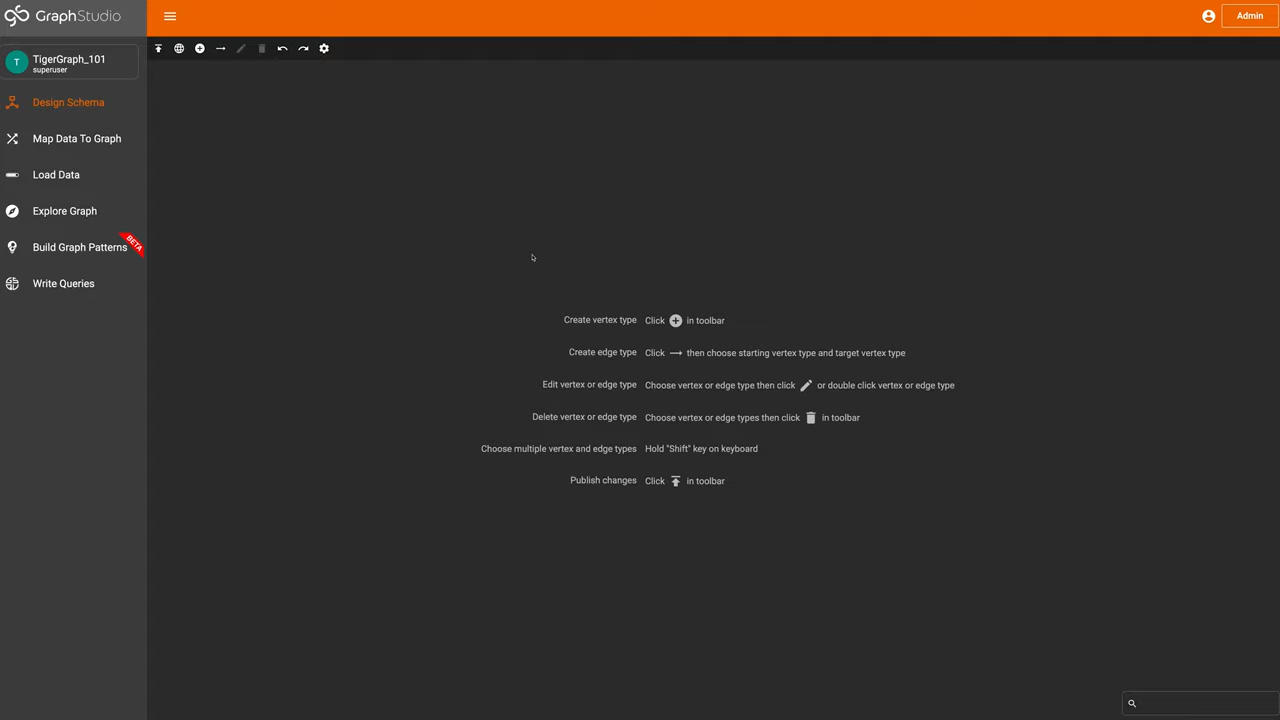 GraphStudio
Admin
T
TigerGraph_101
superuser
Design Schema
Map Data To Graph
Load Data
Explore Graph
Build Graph Patterns
BETA
Write Queries
Create vertex type Click in toolbar
Create edge type Click then choose starting vertex type and target vertex type
Edit vertex or edge type Choose vertex or edge type then click or double click vertex or edge type
Delete vertex or edge type Choose vertex or edge types then click in toolbar
Choose multiple vertex and edge types Hold "Shift" key on keyboard
Publish changes Click in toolbar